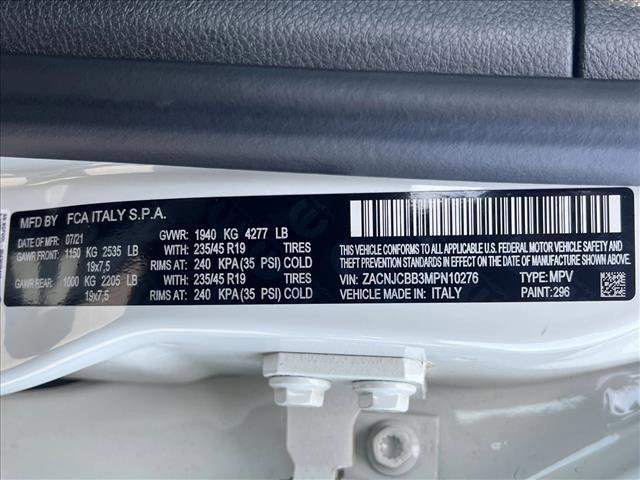 MFD BY FCA ITALY S.P.A.
DATE OF MFR: 07/21 GVWR: 1940 KG 4277 LB
GAWR FRONT: 1150 KG 2535 LB WITH: 235/45 R19 TIRES
19x7,5 RIMS AT: 240 KPA(35 PSI) COLD
GAWR REAR: 1000 KG 2205 LB WITH: 235/45 R19 TIRES
19x7,5 RIMS AT: 240 KPA(35 PSI) COLD
THIS VEHICLE CONFORMS TO ALL APPLICABLE U.S. FEDERAL MOTOR VEHICLE SAFETY
AND THEFT PREVENTION STANDARDS IN EFFECT ON THE DATE OF MANUFACTURE SHOWN ABOVE.
VIN: ZACNJCBB3MPN10276 TYPE: MPV
VEHICLE MADE IN: ITALY PAINT: 296